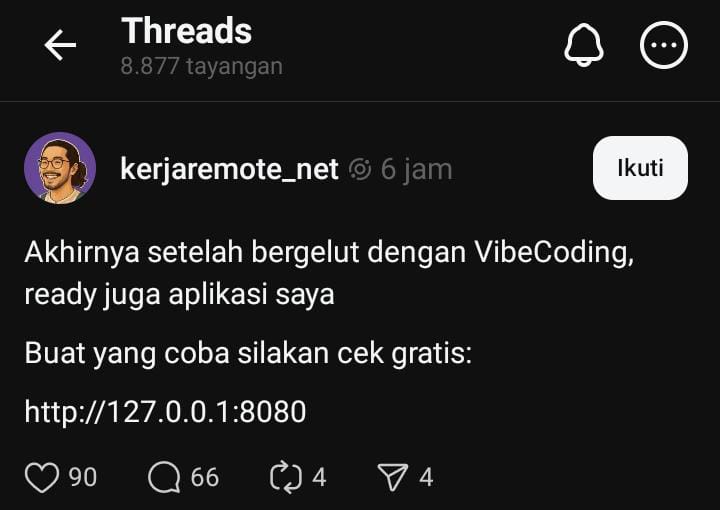 Threads
8.877 tayangan
kerjaremote_net 6 jam
Ikuti
Akhirnya setelah bergelut dengan VibeCoding,
ready juga aplikasi saya
Buat yang coba silakan cek gratis:
http://127.0.0.1:8080
90 66 4 4